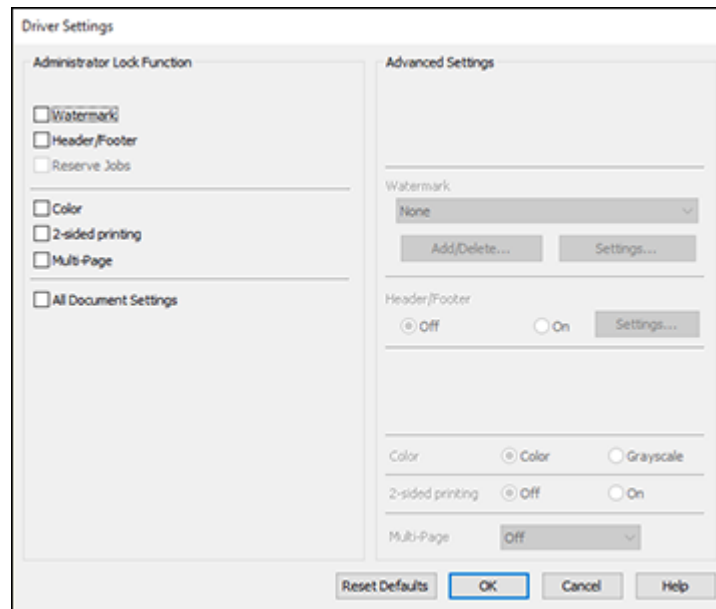 Driver Settings
Administrator Lock Function
Watermark
Header/Footer
Reserve Jobs
Color
2-sided printing
Multi-Page
All Document Settings
Advanced Settings
Watermark
None
Add/Delete...
Settings...
Header/Footer
Off
On
Settings...
Color
Color
Grayscale
2-sided printing
Off
On
Multi-Page
Off
Reset Defaults
OK
Cancel
Help